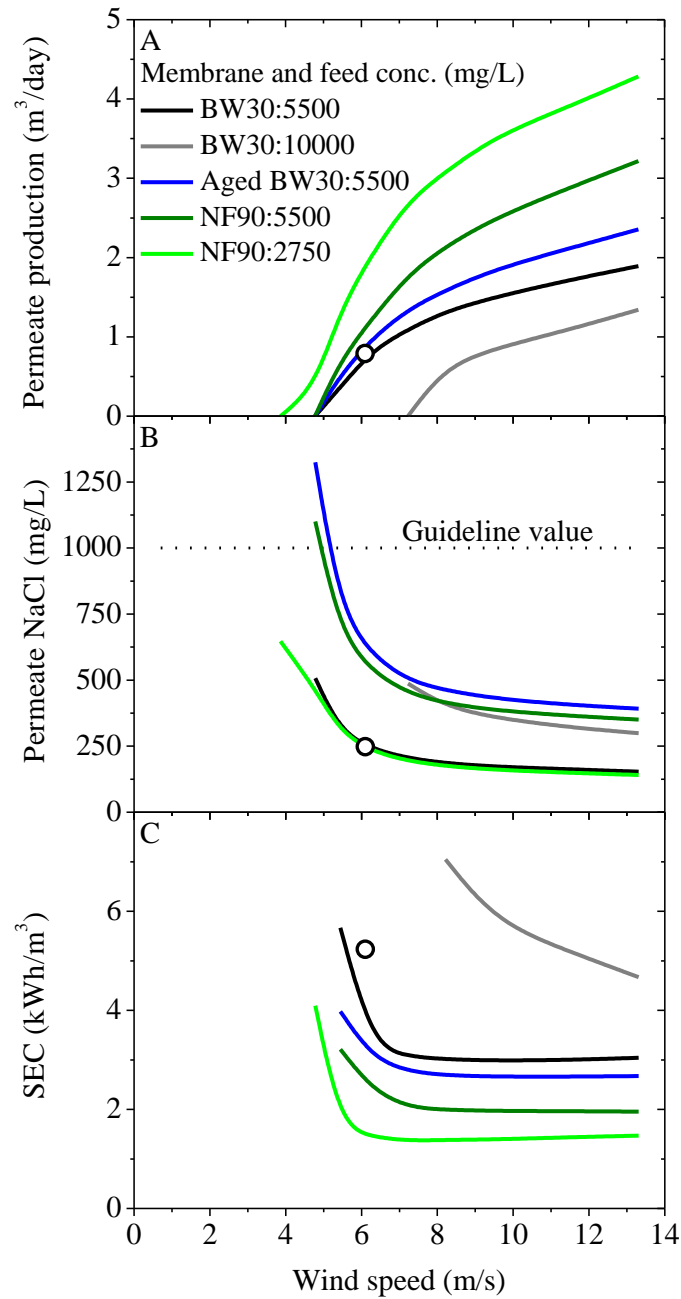 A
Membrane and feed conc. (mg/L)
BW30:5500
BW30:10000
Aged BW30:5500
NF90:5500
NF90:2750
Permeate production (m³/day)
5
4
3
2
1
0
B
Guideline value
Permeate NaCl (mg/L)
1250
1000
750
500
250
0
C
SEC (kWh/m³)
6
4
2
0
0 2 4 6 8 10 12 14
Wind speed (m/s)